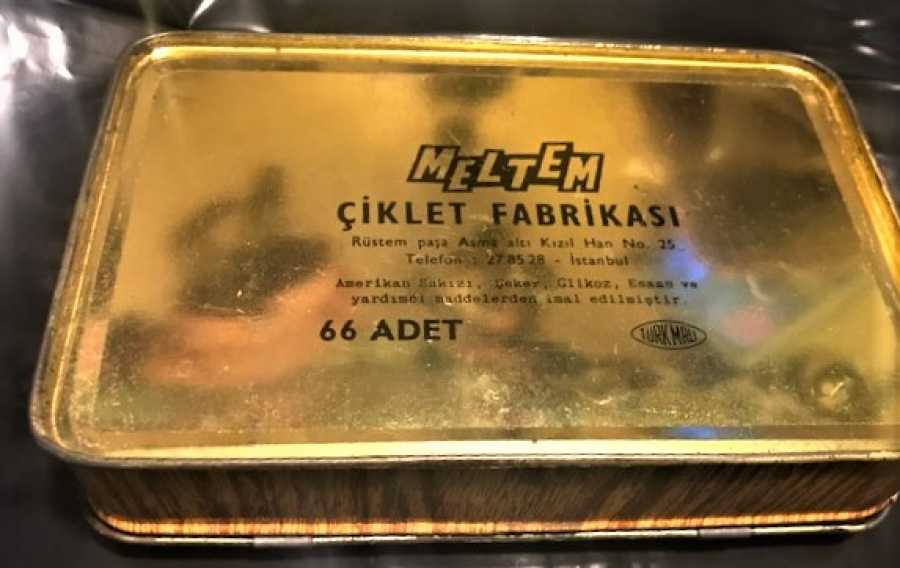 MELTEM
ÇİKLET FABRİKASI
Rüstem paşa Asma altı Kızıl Han No. 25
Telefon : 27 85 28 - İstanbul
Amerikan Sakızı, Şeker, Glikoz, Esans ve
yardımcı maddelerden imal edilmiştir.
66 ADET
TÜRK MALI